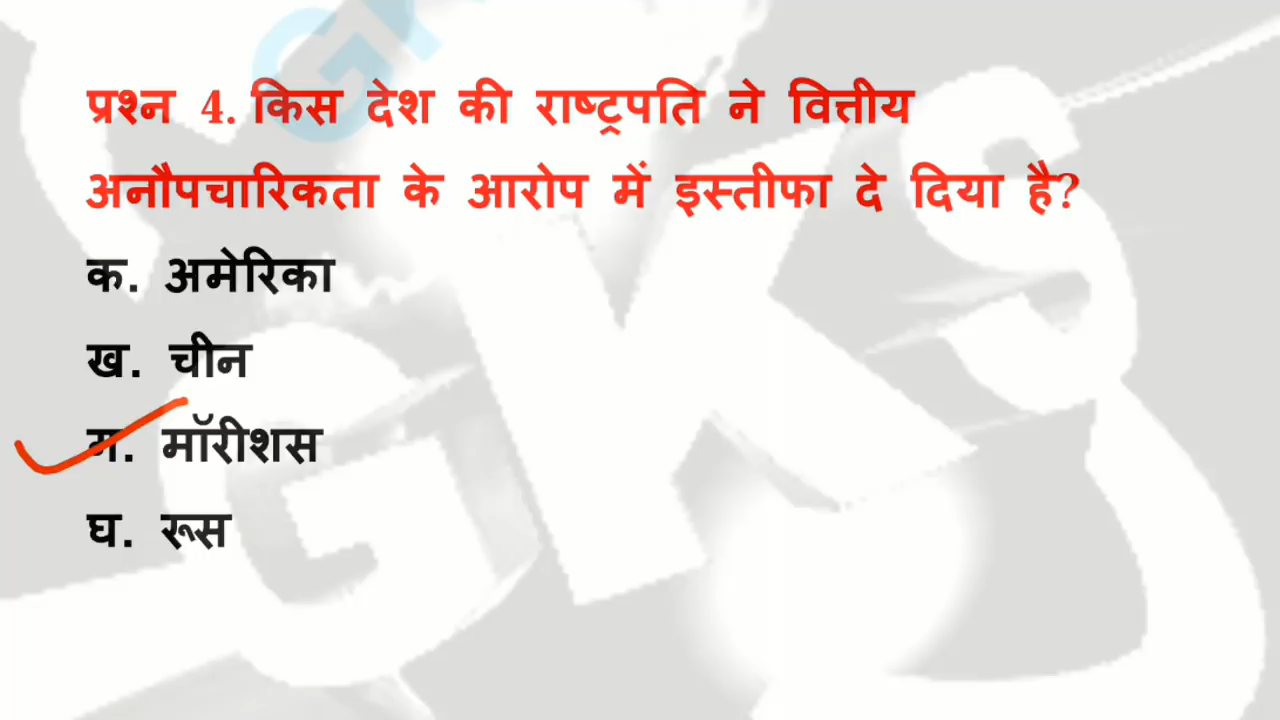 प्रश्न 4. किस देश की राष्ट्रपति ने वित्तीय
अनौपचारिकता के आरोप में इस्तीफा दे दिया है?
क. अमेरिका
ख. चीन
ग. मॉरीशस
घ. रूस